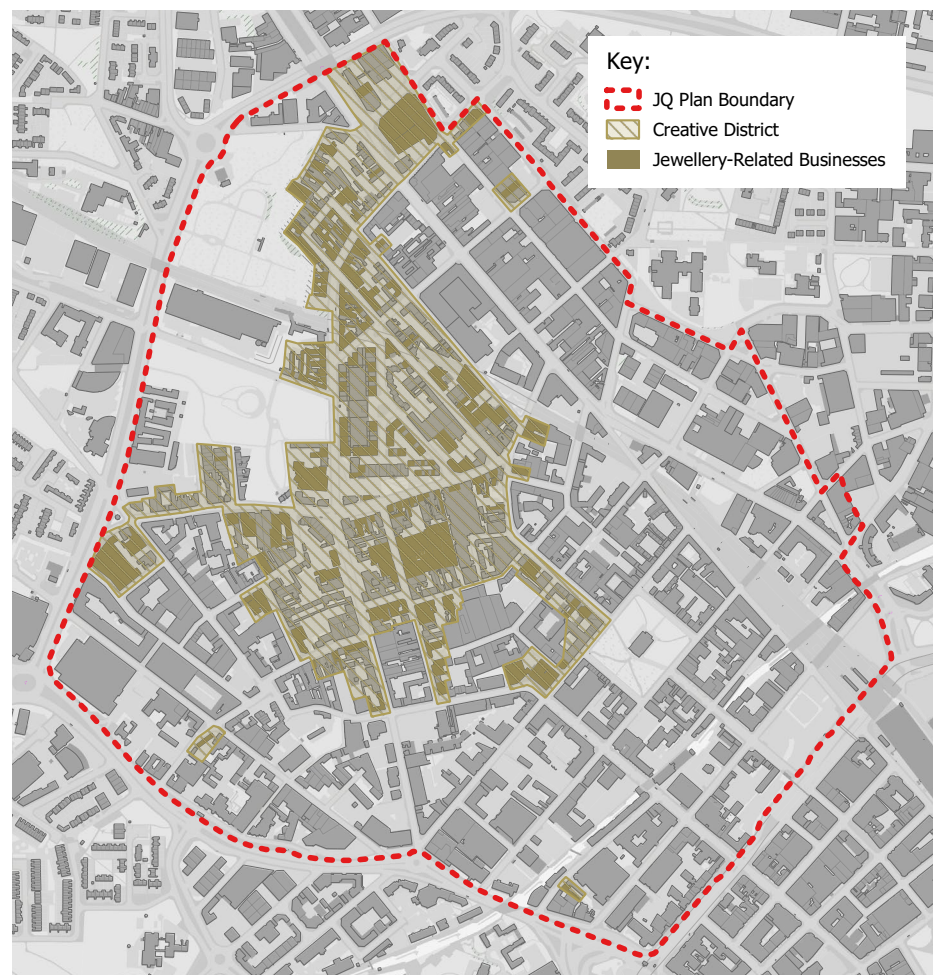 Key:
JQ Plan Boundary
Creative District
Jewellery-Related Businesses